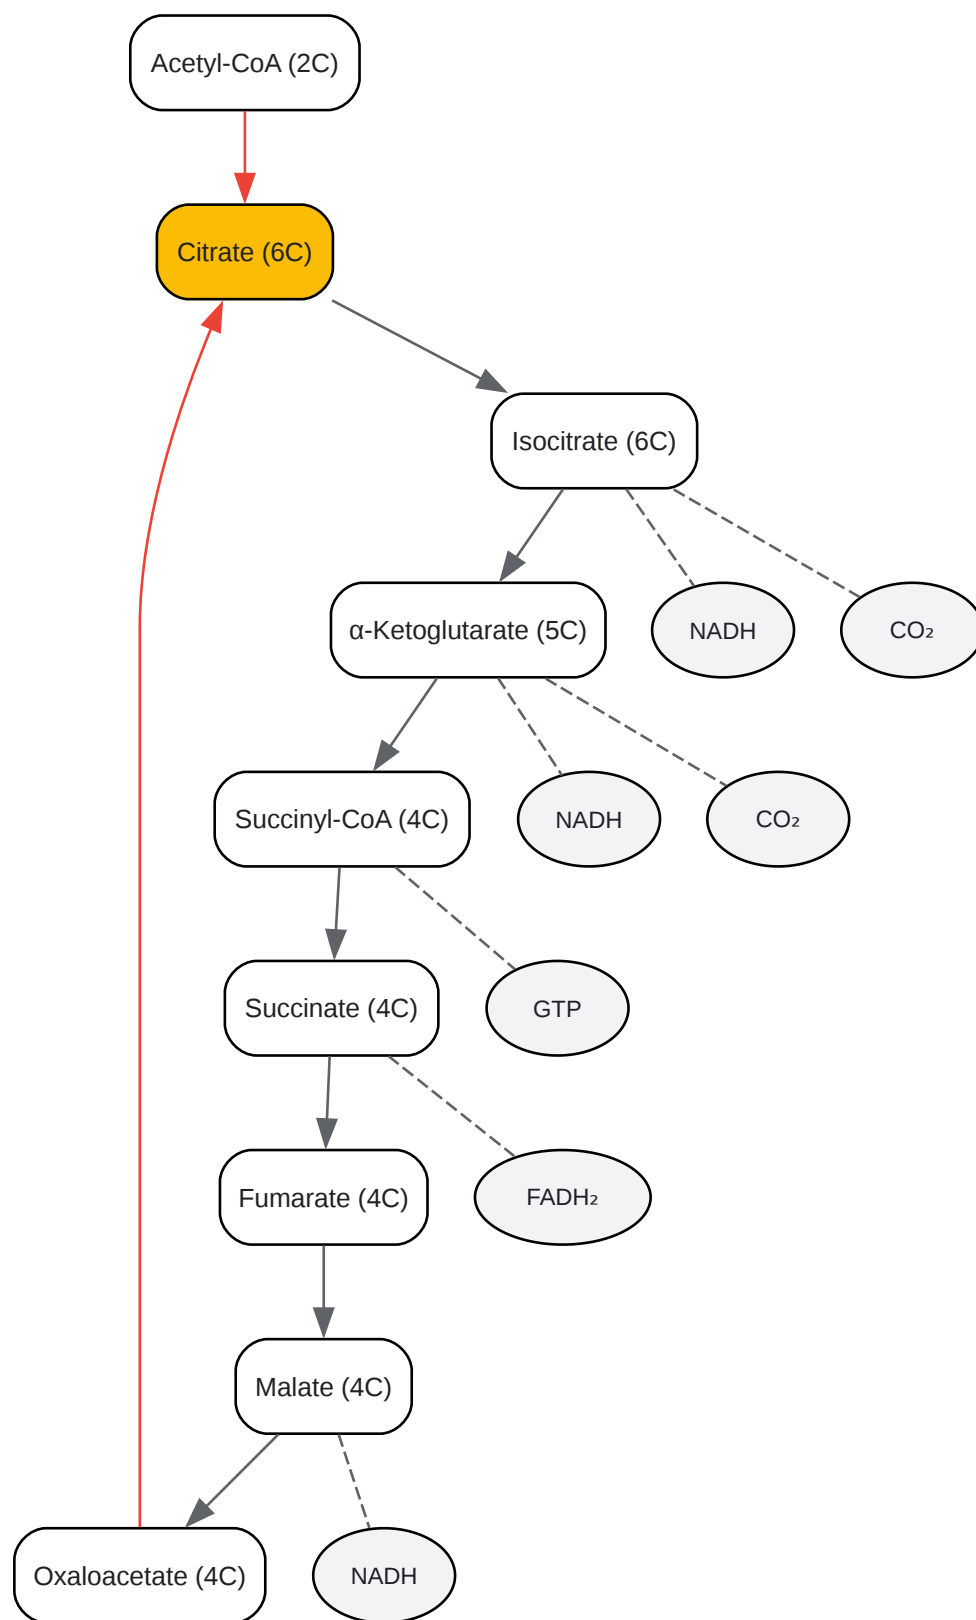 Acetyl-CoA (2C)
Citrate (6C)
Isocitrate (6C)
α-Ketoglutarate (5C)
NADH
CO₂
Succinyl-CoA (4C)
NADH
CO₂
Succinate (4C)
GTP
Fumarate (4C)
FADH₂
Malate (4C)
Oxaloacetate (4C)
NADH